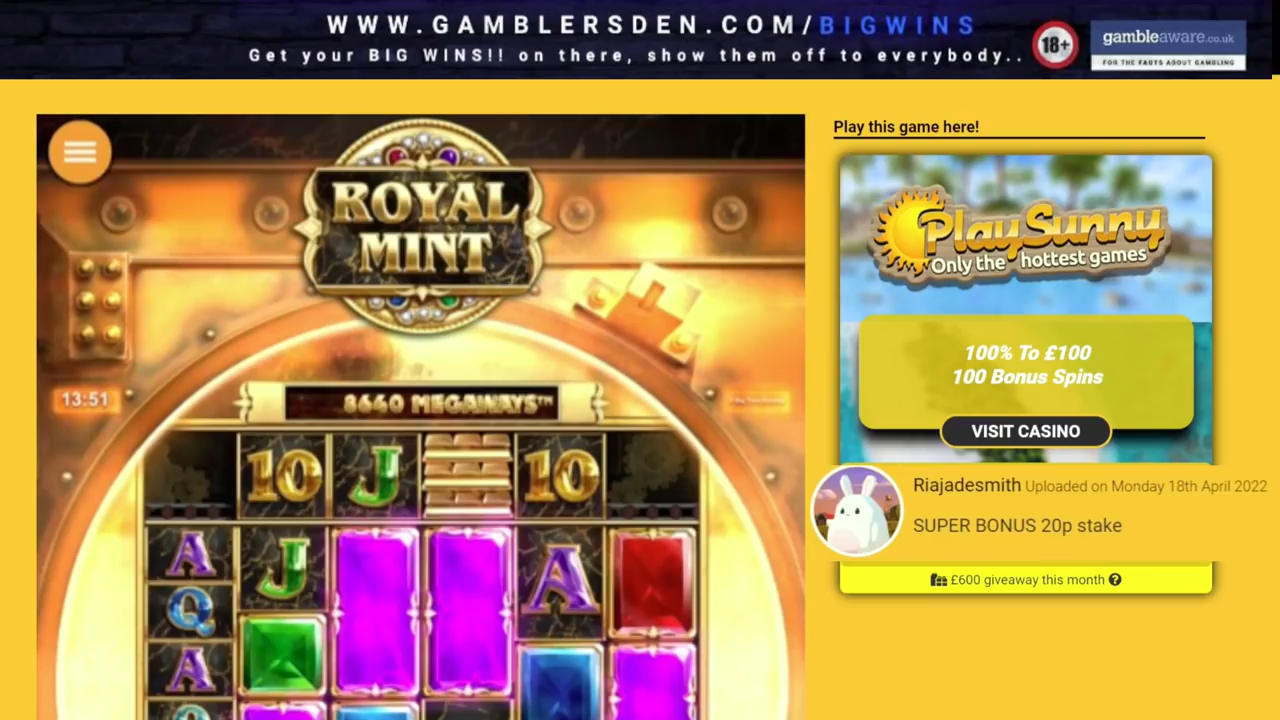 WWW.GAMBLERSDEN.COM/BIGWINS
Get your BIG WINS!! on there, show them off to everybody..
18+
gambleaware.co.uk
FOR THE FACTS ABOUT GAMBLING
Play this game here!
ROYAL
MINT
PlaySunny
Only the hottest games
100% To £100
100 Bonus Spins
VISIT CASINO
13:51
8640 MEGAWAYS™
10 J 10
Riajadesmith Uploaded on Monday 18th April 2022
SUPER BONUS 20p stake
A J A
Q
A
£600 giveaway this month ?